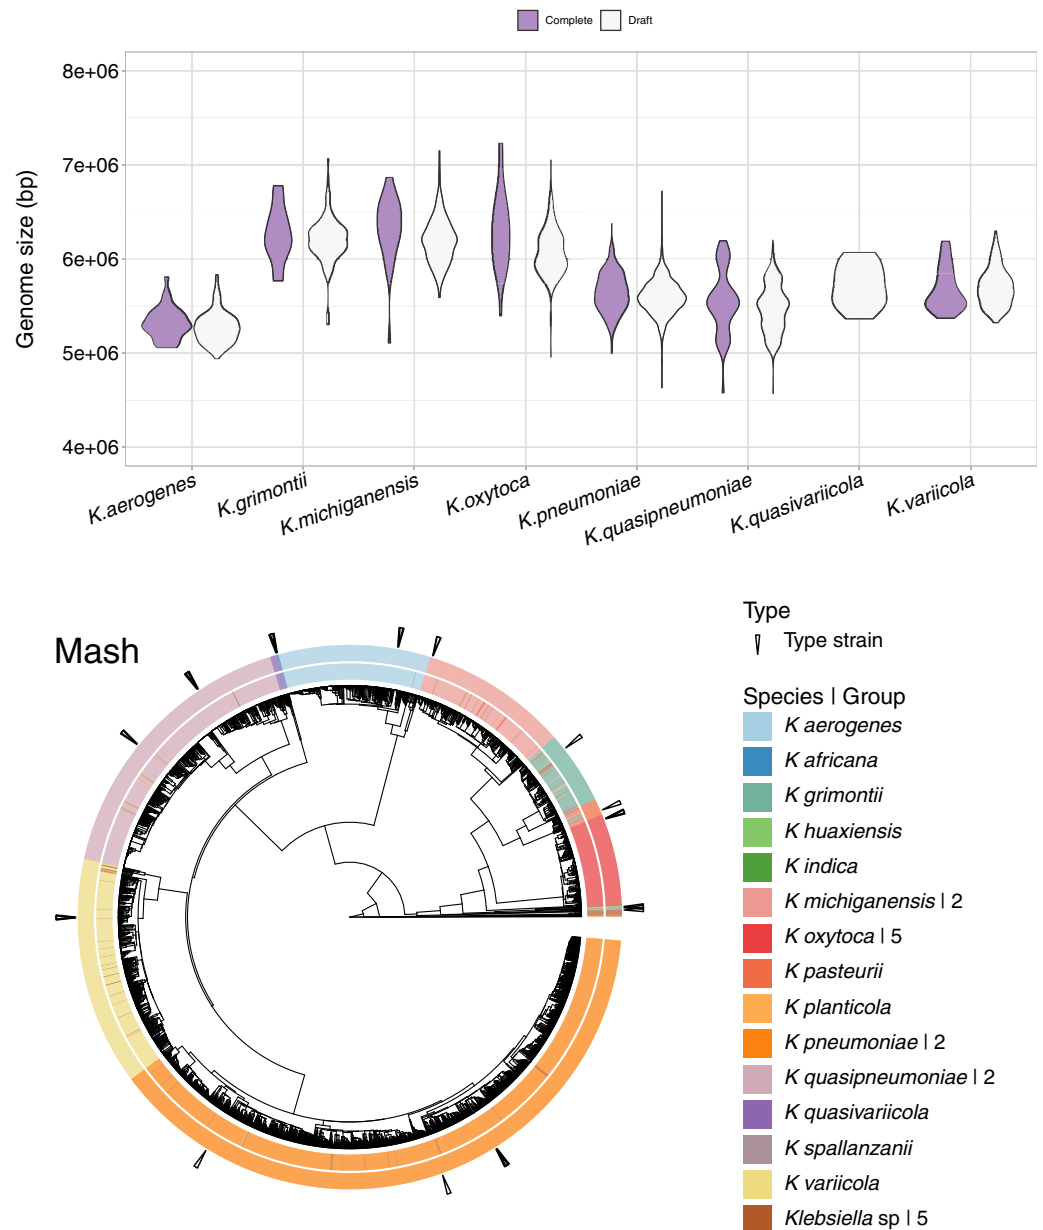 Complete Draft
Genome size (bp)
8e+06
7e+06
6e+06
5e+06
4e+06
K.aerogenes
K.grimontii
K.michiganensis
K.oxytoca
K.pneumoniae
K.quasipneumoniae
K.quasivariicola
K.variicola
Mash
Type
Type strain
Species | Group
K aerogenes
K africana
K grimontii
K huaxiensis
K indica
K michiganensis | 2
K oxytoca | 5
K pasteurii
K planticola
K pneumoniae | 2
K quasipneumoniae | 2
K quasivariicola
K spallanzanii
K variicola
Klebsiella sp | 5